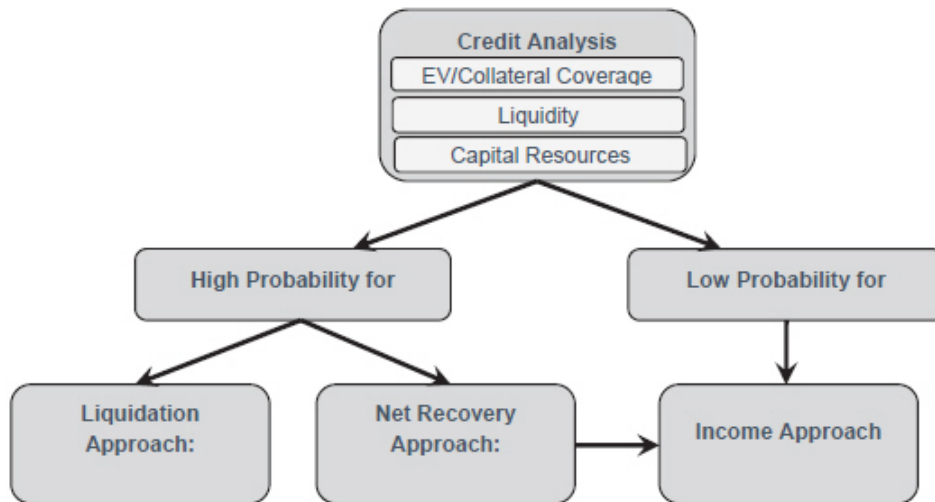 Credit Analysis
EV/Collateral Coverage
Liquidity
Capital Resources
High Probability for
Low Probability for
Liquidation
Approach:
Net Recovery
Approach:
Income Approach